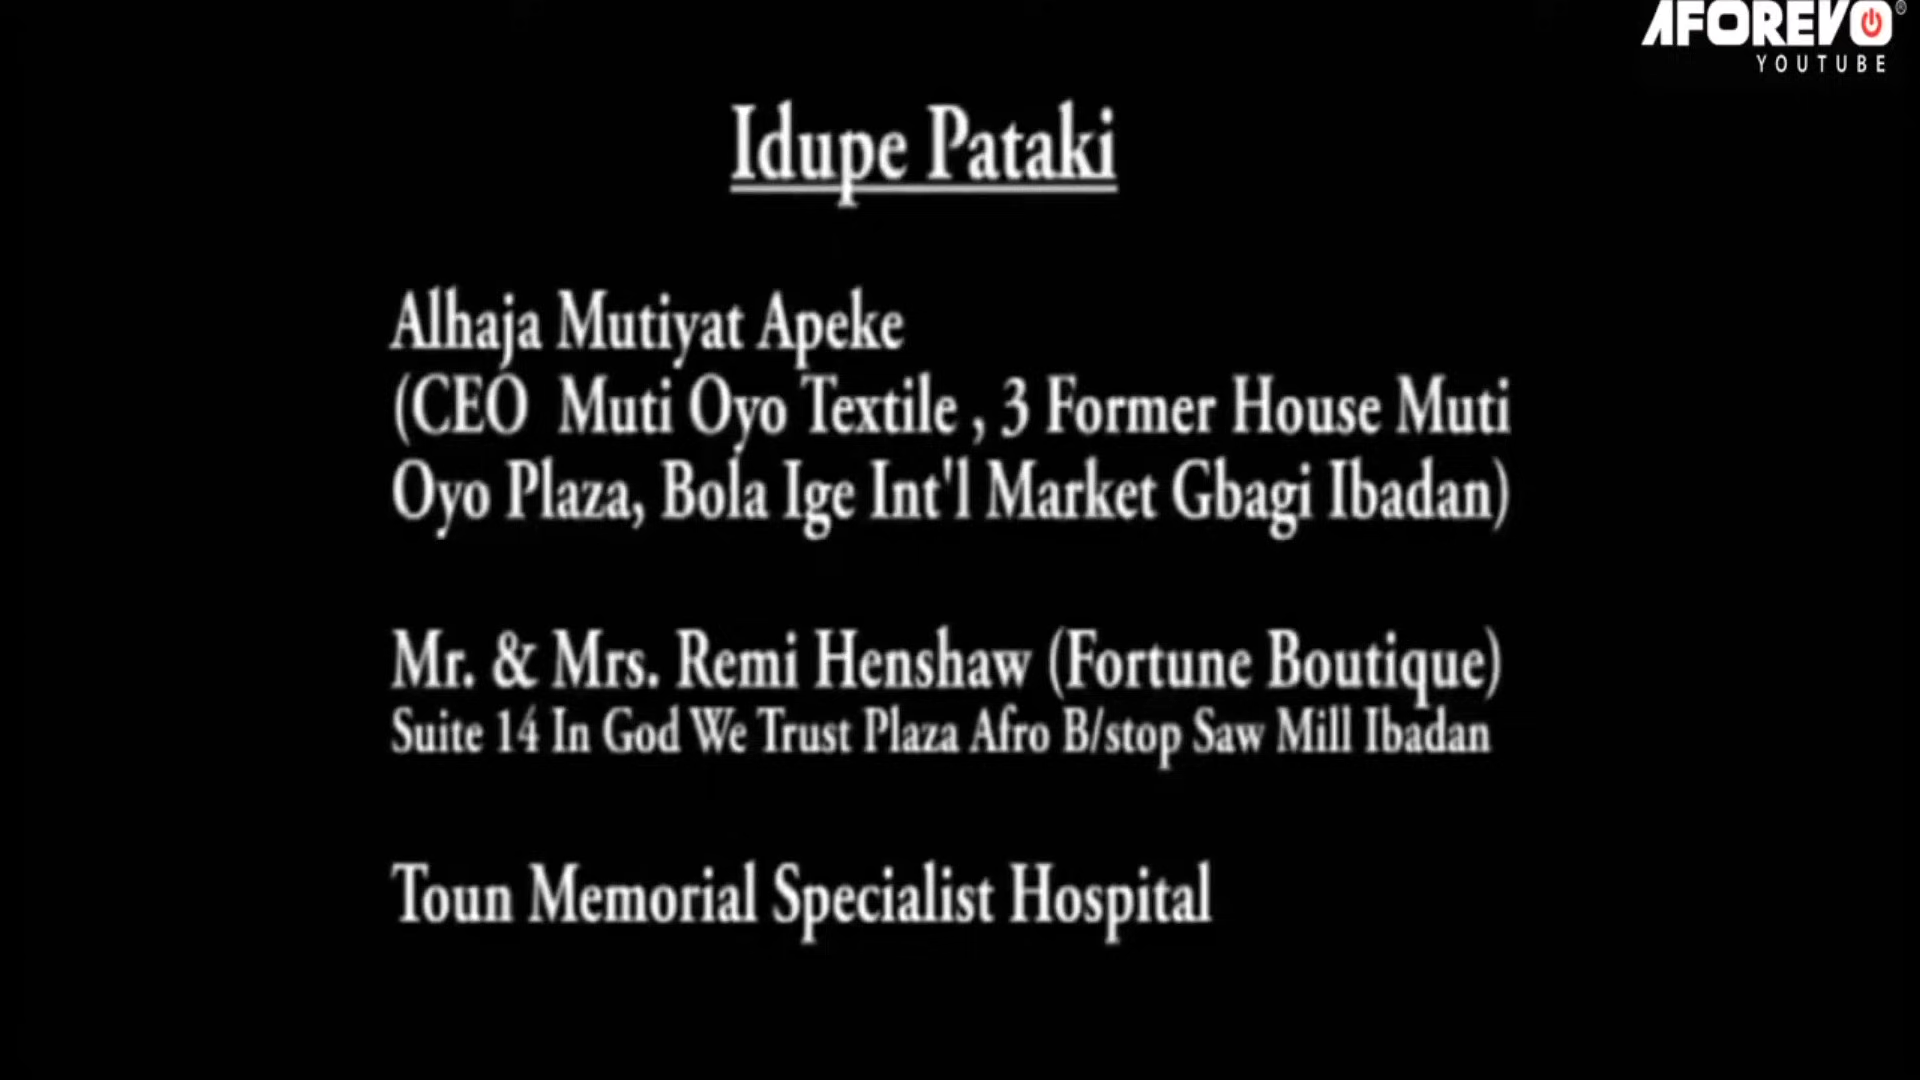 AFOREVO®
YOUTUBE
Idupe Pataki
Alhaja Mutiyat Apeke
(CEO Muti Oyo Textile , 3 Former House Muti
Oyo Plaza, Bola Ige Int'l Market Gbagi Ibadan)
Mr. & Mrs. Remi Henshaw (Fortune Boutique)
Suite 14 In God We Trust Plaza Afro B/stop Saw Mill Ibadan
Toun Memorial Specialist Hospital